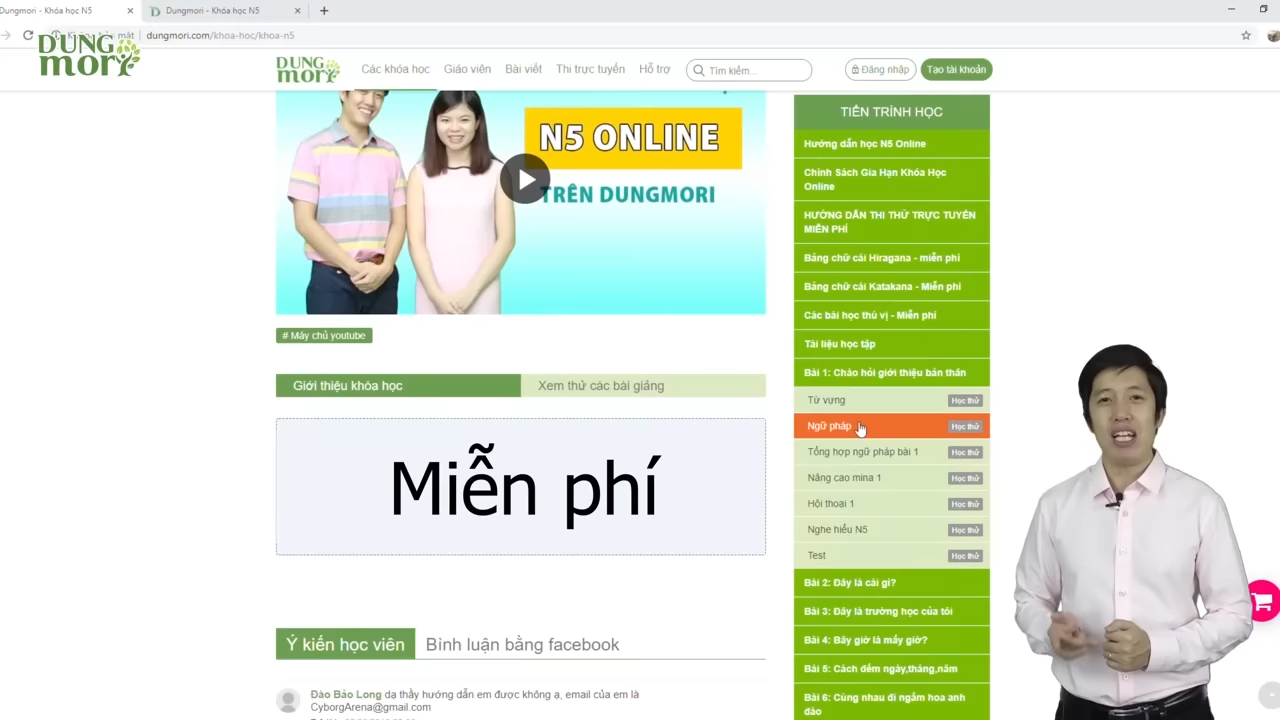 Dungmori - Khóa học N5
Dungmori - Khóa học N5
dungmori.com/khoa-hoc/khoa-n5
DUNG
mori
DUNG
mori
Các khóa học
Giáo viên
Bài viết
Thi trực tuyến
Hỗ trợ
Tìm kiếm...
Đăng nhập
Tạo tài khoản
N5 ONLINE
TRÊN DUNGMORI
# Máy chủ youtube
Giới thiệu khóa học
Xem thử các bài giảng
Miễn phí
Ý kiến học viên
Bình luận bằng facebook
Đào Bảo Long dạ thầy hướng dẫn em được không ạ, email của em là
CyborgArena@gmail.com
TIẾN TRÌNH HỌC
Hướng dẫn học N5 Online
Chính Sách Gia Hạn Khóa Học
Online
HƯỚNG DẪN THI THỬ TRỰC TUYẾN
MIỄN PHÍ
Bảng chữ cái Hiragana - miễn phí
Bảng chữ cái Katakana - Miễn phí
Các bài học thú vị - Miễn phí
Tài liệu học tập
Bài 1: Chào hỏi giới thiệu bản thân
Từ vựng Học thử
Ngữ pháp Học thử
Tổng hợp ngữ pháp bài 1 Học thử
Nâng cao mina 1 Học thử
Hội thoại 1 Học thử
Nghe hiểu N5 Học thử
Test Học thử
Bài 2: Đây là cái gì?
Bài 3: Đây là trường học của tôi
Bài 4: Bây giờ là mấy giờ?
Bài 5: Cách đếm ngày,tháng,năm
Bài 6: Cùng nhau đi ngắm hoa anh
đào